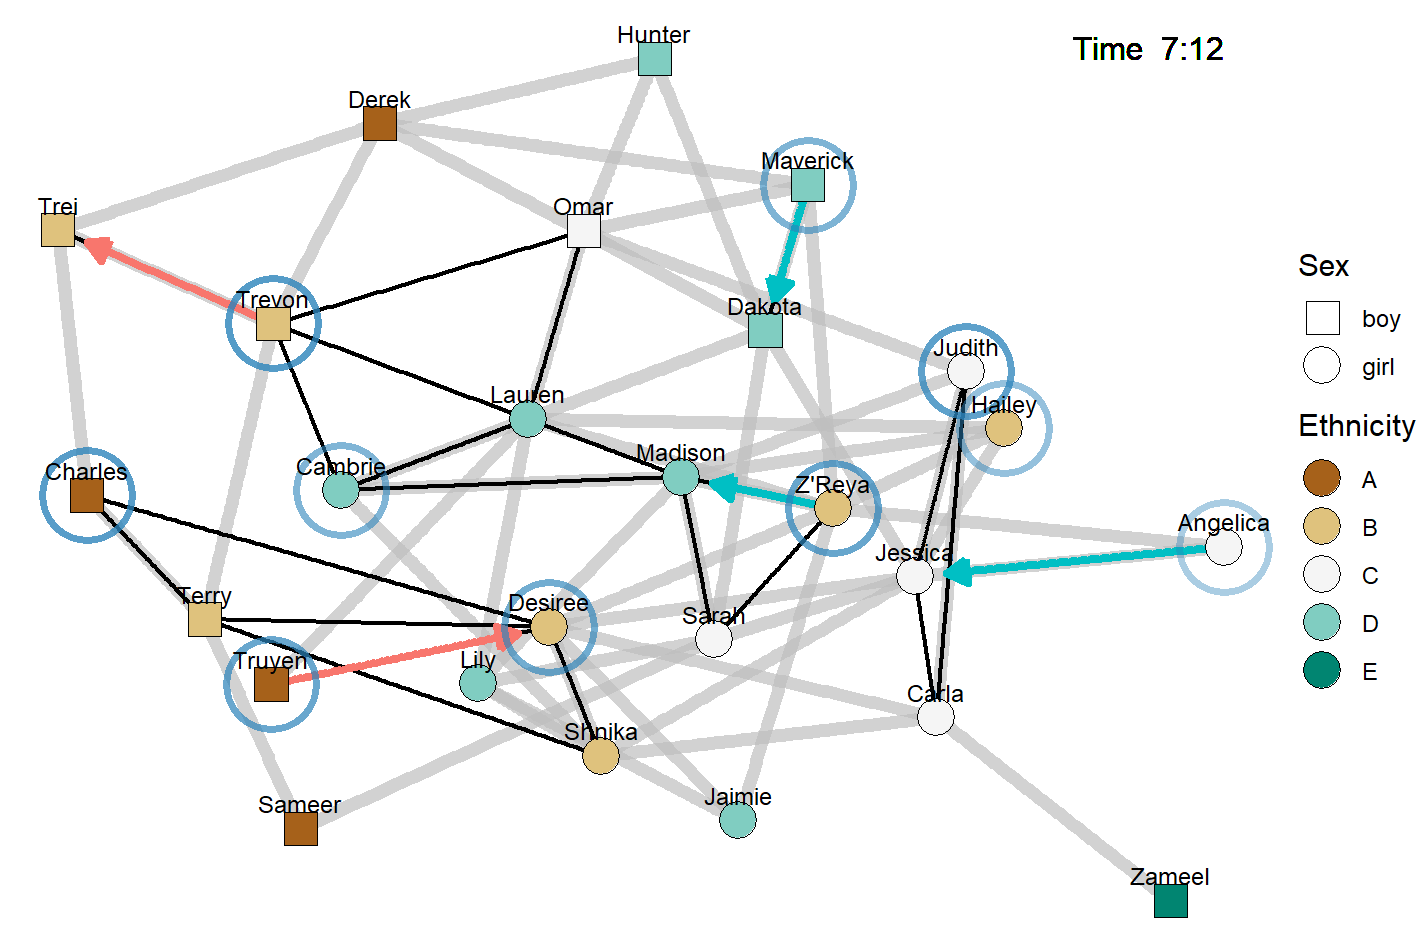 Hunter
Time 7:12
Derek
Maverick
Trei
Omar
Trevon
Dakota
Judith
Sex
boy
girl
Lauren
Hailey
Ethnicity
Madison
Charles
Cambrie
Z'Reya
A
B
C
D
E
Angelica
Jessica
Terry
Desiree
Sarah
Truyen
Lily
Carla
Shnika
Sameer
Jaimie
Zameel